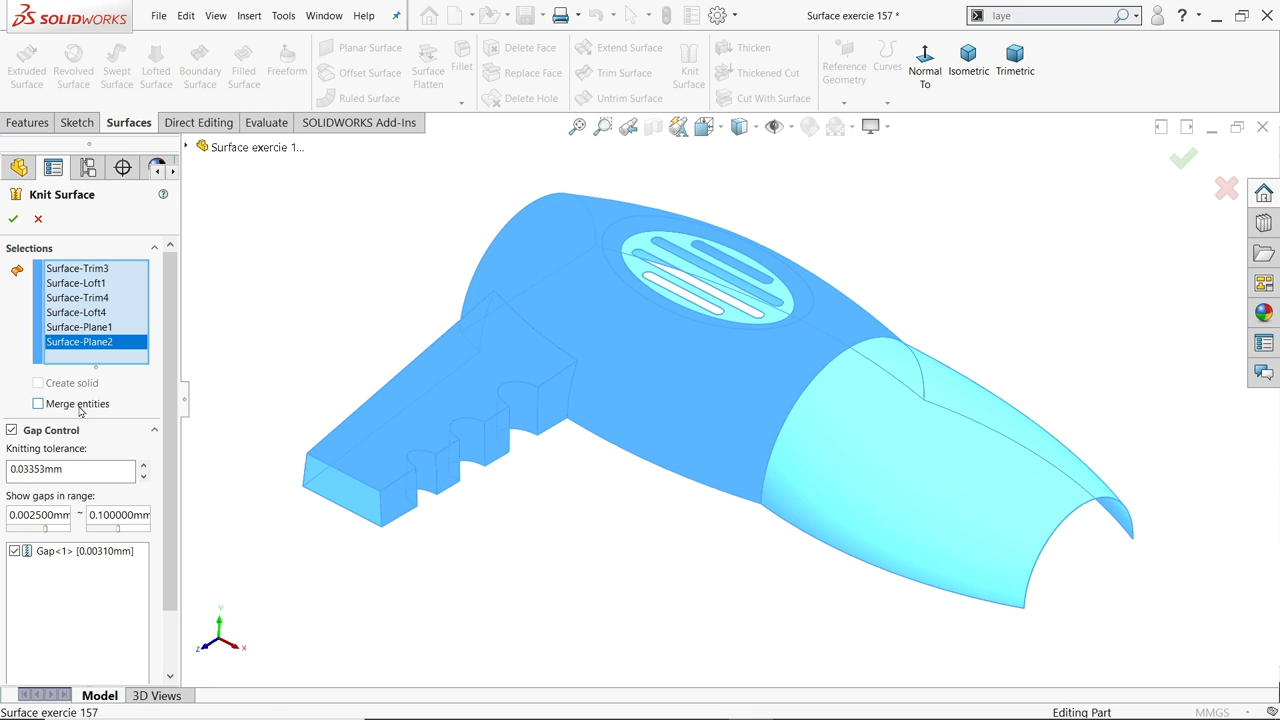 SOLIDWORKS
File Edit View Insert Tools Window Help
Surface exercie 157 *
laye
Extruded Surface
Revolved Surface
Swept Surface
Lofted Surface
Boundary Surface
Filled Surface
Freeform
Planar Surface
Offset Surface
Ruled Surface
Surface Flatten
Fillet
Delete Face
Replace Face
Delete Hole
Extend Surface
Trim Surface
Untrim Surface
Knit Surface
Thicken
Thickened Cut
Cut With Surface
Reference Geometry
Curves
Normal To
Isometric
Trimetric
Features Sketch Surfaces Direct Editing Evaluate SOLIDWORKS Add-Ins
Surface exercie 1...
Knit Surface
Selections
Surface-Trim3
Surface-Loft1
Surface-Trim4
Surface-Loft4
Surface-Plane1
Surface-Plane2
Create solid
Merge entities
Gap Control
Knitting tolerance:
0.03353mm
Show gaps in range:
0.002500mm ~ 0.100000mm
Gap<1> [0.00310mm]
Y
Z X
Model 3D Views
Surface exercie 157 Editing Part MMGS